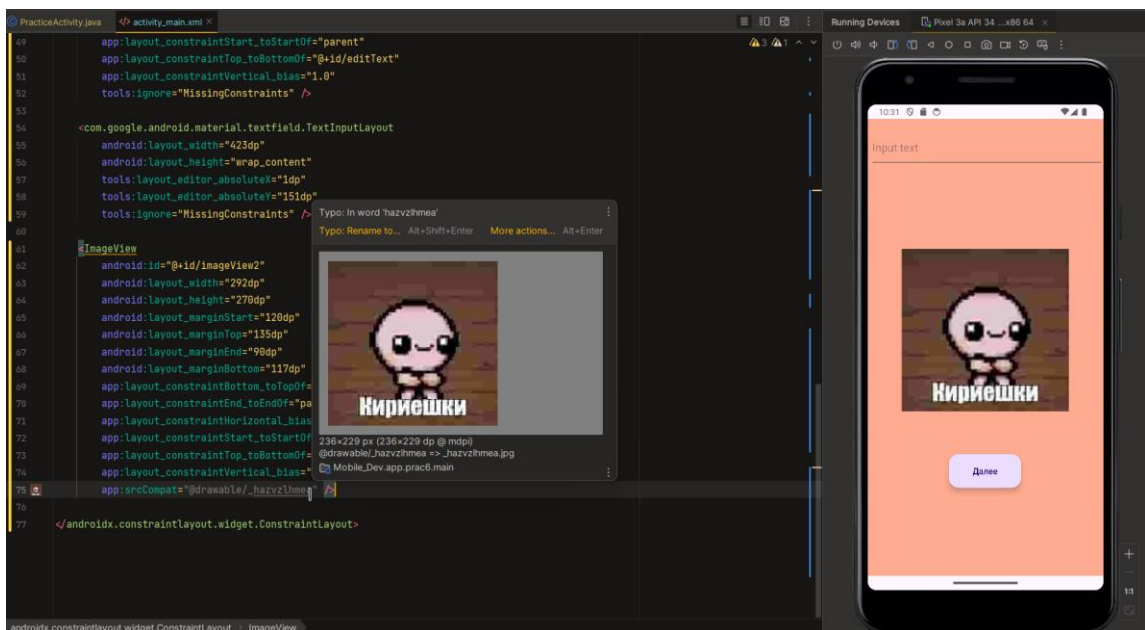 PracticeActivity.java
activity_main.xml
Running Devices
Pixel 3a API 34 ...x86 64
49 app:layout_constraintStart_toStartOf="parent"
50 app:layout_constraintTop_toBottomOf="@+id/editText"
51 app:layout_constraintVertical_bias="1.0"
52 tools:ignore="MissingConstraints" />
53
54 <com.google.android.material.textfield.TextInputLayout
55 android:layout_width="423dp"
56 android:layout_height="wrap_content"
57 tools:layout_editor_absoluteX="1dp"
58 tools:layout_editor_absoluteY="151dp"
59 tools:ignore="MissingConstraints" />
60
61 <ImageView
62 android:id="@+id/imageView2"
63 android:layout_width="292dp"
64 android:layout_height="270dp"
65 android:layout_marginStart="120dp"
66 android:layout_marginTop="135dp"
67 android:layout_marginEnd="90dp"
68 android:layout_marginBottom="117dp"
69 app:layout_constraintBottom_toTopOf=
70 app:layout_constraintEnd_toEndOf="pa
71 app:layout_constraintHorizontal_bias
72 app:layout_constraintStart_toStartOf
73 app:layout_constraintTop_toBottomOf=
74 app:layout_constraintVertical_bias="
75 app:srcCompat="@drawable/_hazvzlhmea" />
76
77 </androidx.constraintlayout.widget.ConstraintLayout>
3 1
Typo: In word 'hazvzlhmea'
Typo: Rename to... Alt+Shift+Enter More actions... Alt+Enter
Кириешки
236×229 px (236×229 dp @ mdpi)
@drawable/_hazvzlhmea => _hazvzlhmea.jpg
Mobile_Dev.app.prac6.main
androidx.constraintlayout.widget.ConstraintLayout ImageView
10:31
Input text
Кириешки
Далее
1:1